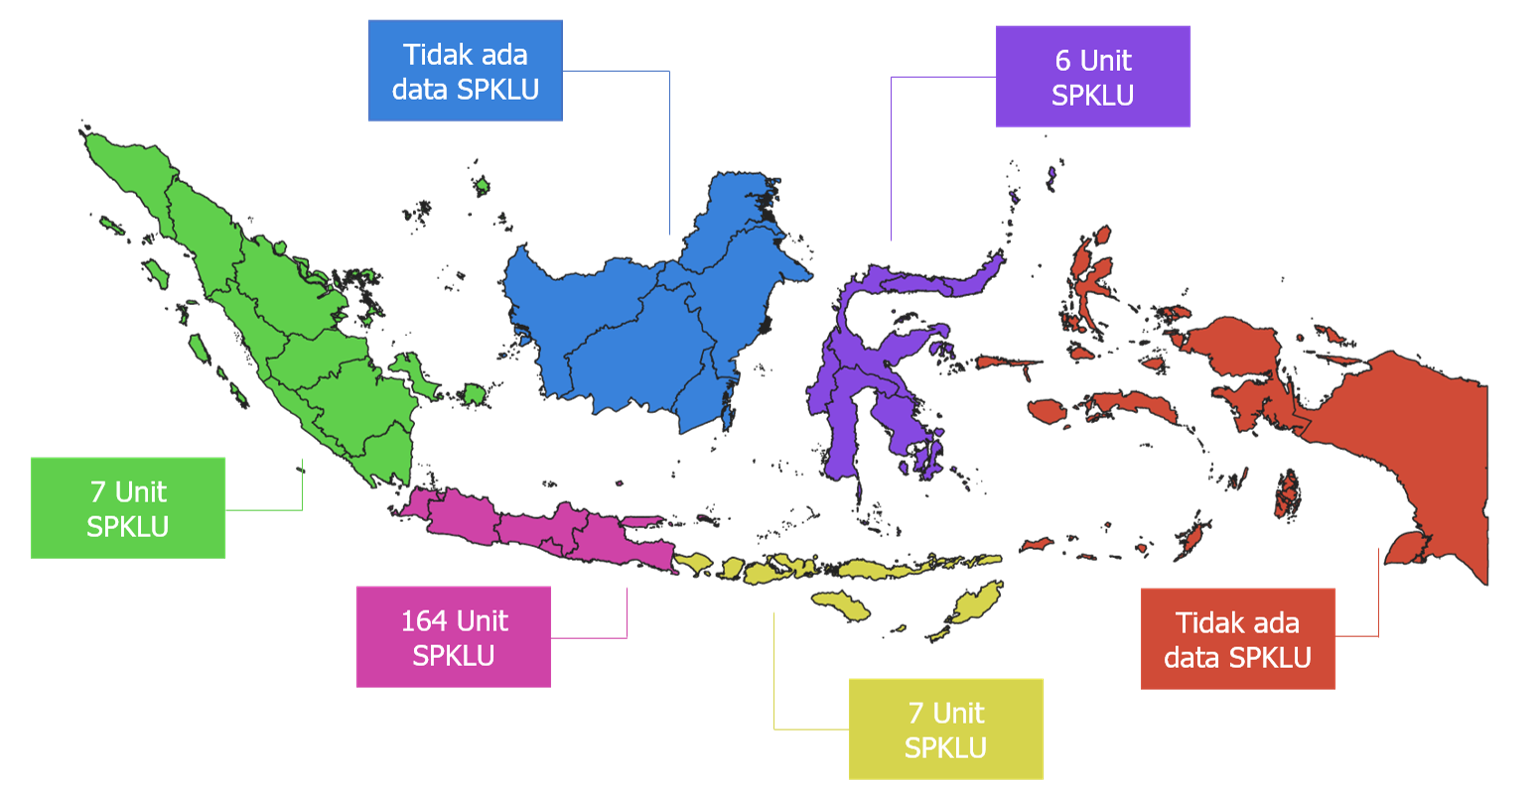 Tidak ada
data SPKLU
6 Unit
SPKLU
7 Unit
SPKLU
164 Unit
SPKLU
Tidak ada
data SPKLU
7 Unit
SPKLU